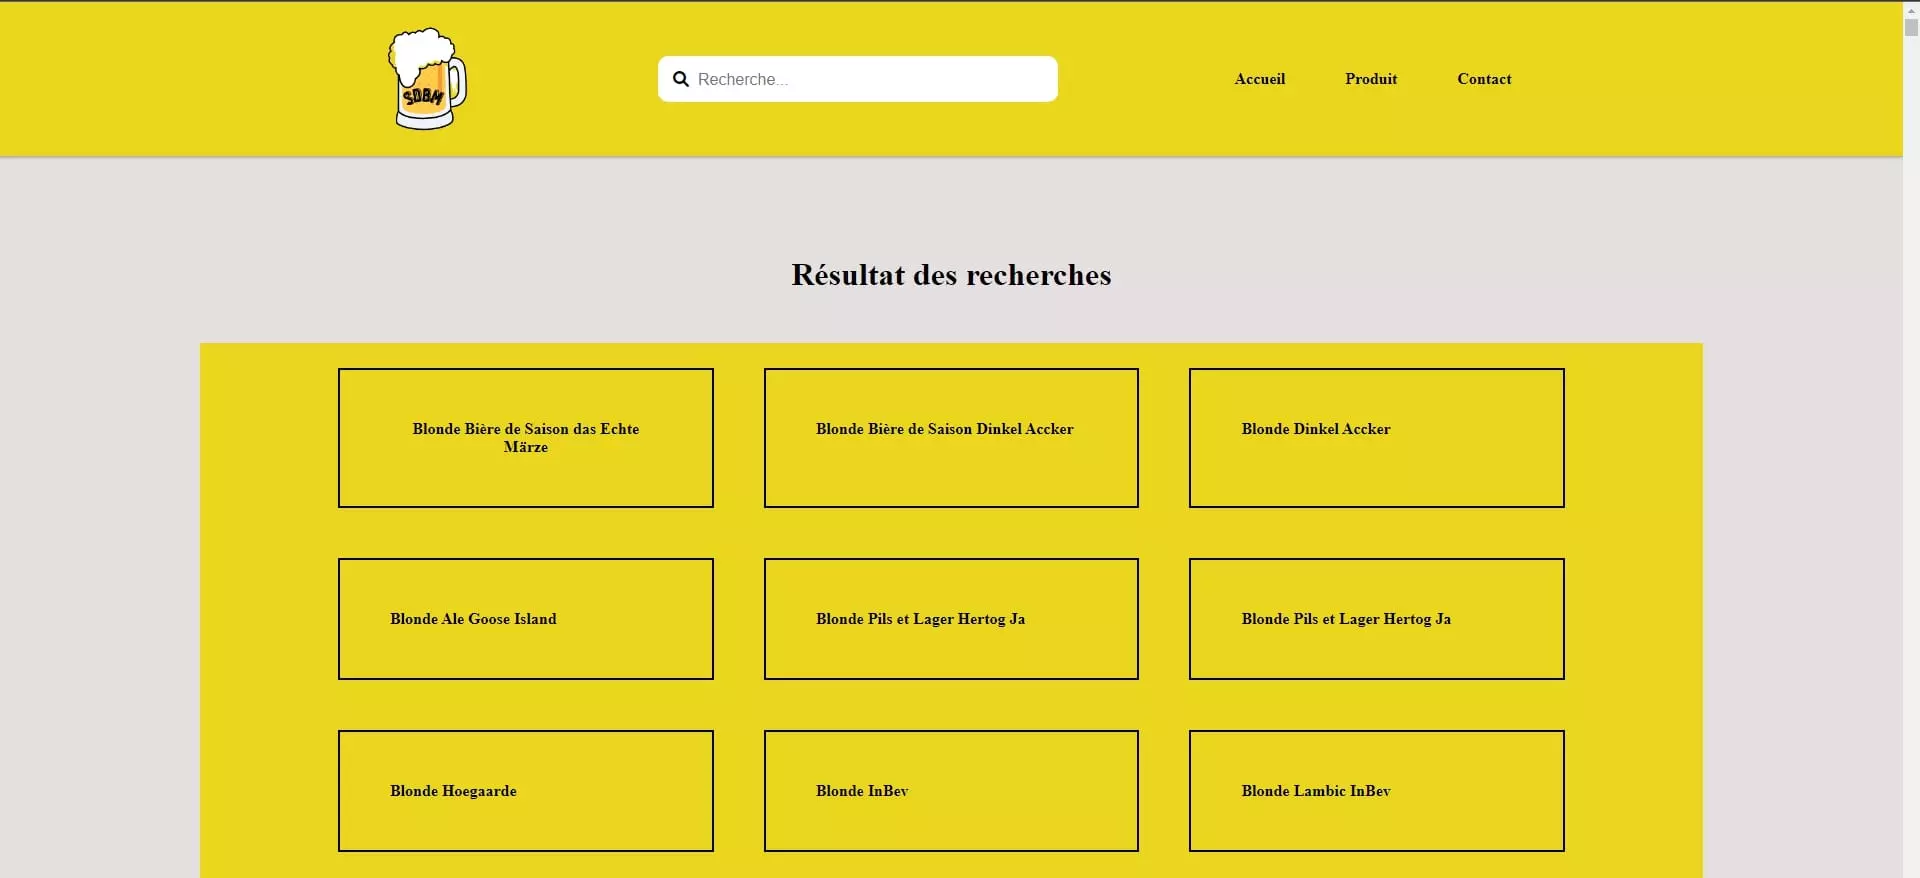 SDBM
Recherche...
Accueil
Produit
Contact
Résultat des recherches
Blonde Bière de Saison das Echte
Märze
Blonde Bière de Saison Dinkel Accker
Blonde Dinkel Accker
Blonde Ale Goose Island
Blonde Pils et Lager Hertog Ja
Blonde Pils et Lager Hertog Ja
Blonde Hoegaarde
Blonde InBev
Blonde Lambic InBev